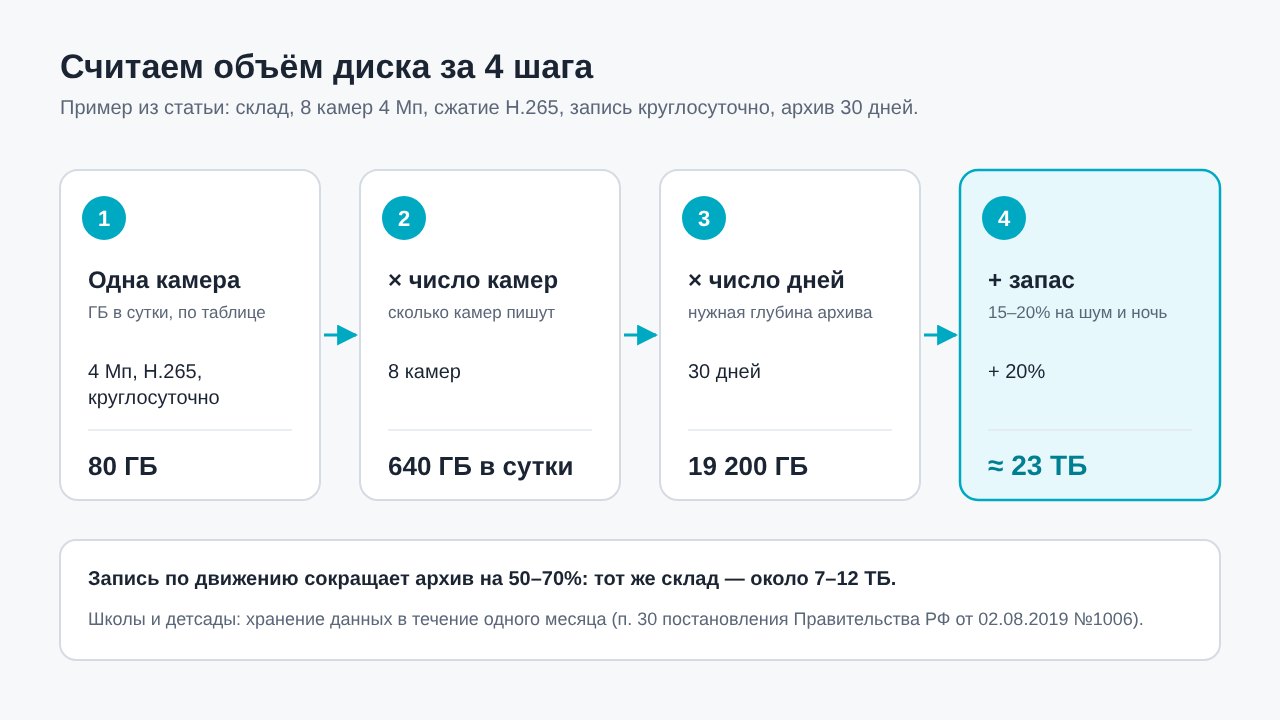 Считаем объём диска за 4 шага
Пример из статьи: склад, 8 камер 4 Мп, сжатие H.265, запись круглосуточно, архив 30 дней.
1
Одна камера
ГБ в сутки, по таблице
4 Мп, H.265,
круглосуточно
80 ГБ
2
× число камер
сколько камер пишут
8 камер
640 ГБ в сутки
3
× число дней
нужная глубина архива
30 дней
19 200 ГБ
4
+ запас
15–20% на шум и ночь
+ 20%
≈ 23 ТБ
Запись по движению сокращает архив на 50–70%: тот же склад — около 7–12 ТБ.
Школы и детсады: хранение данных в течение одного месяца (п. 30 постановления Правительства РФ от 02.08.2019 №1006).